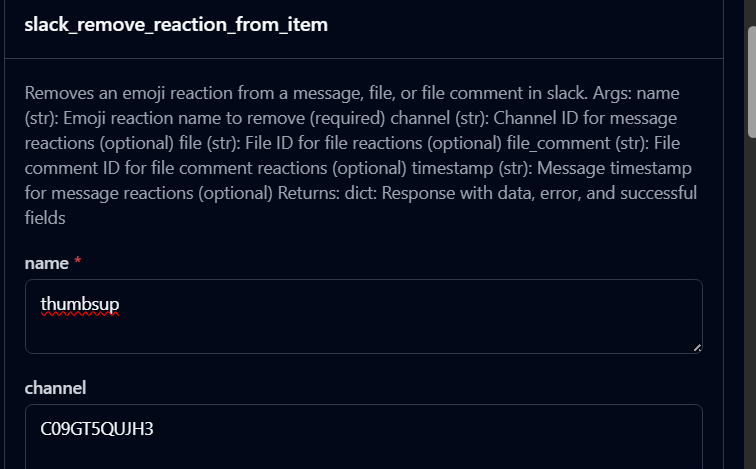 slack_remove_reaction_from_item
Removes an emoji reaction from a message, file, or file comment in slack. Args: name
(str): Emoji reaction name to remove (required) channel (str): Channel ID for message
reactions (optional) file (str): File ID for file reactions (optional) file_comment (str): File
comment ID for file comment reactions (optional) timestamp (str): Message timestamp
for message reactions (optional) Returns: dict: Response with data, error, and successful
fields
name *
thumbsup
channel
C09GT5QUJH3